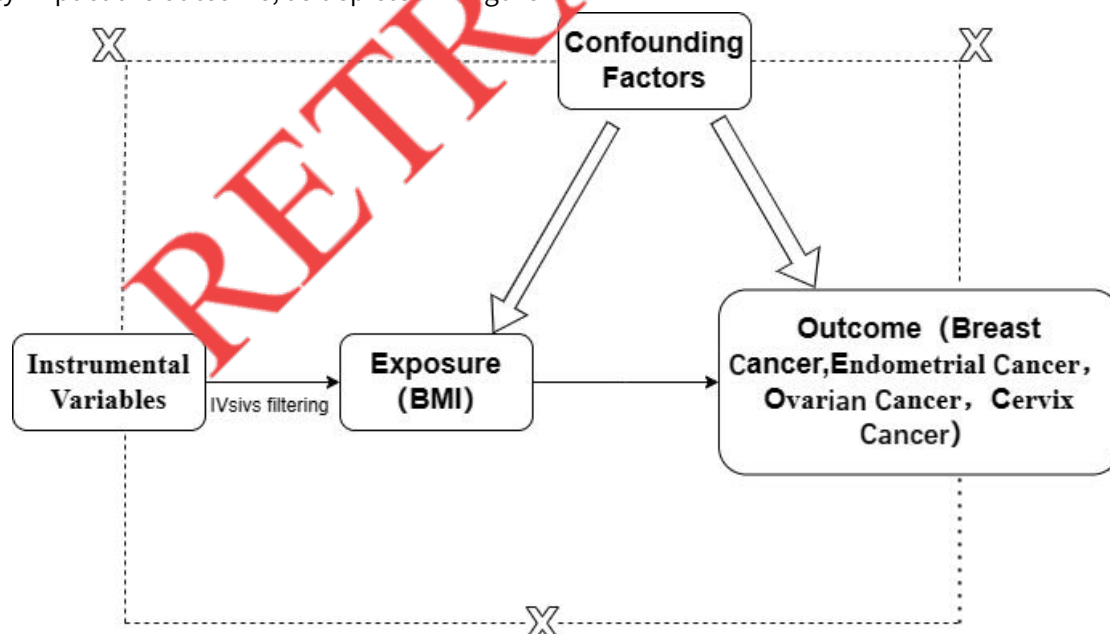 X X
Confounding
Factors
RETR
Instrumental
Variables
IVsivs filtering
Exposure
(BMI)
Outcome（Breast
Cancer,Endometrial Cancer，
Ovarian Cancer，Cervix
Cancer）
X